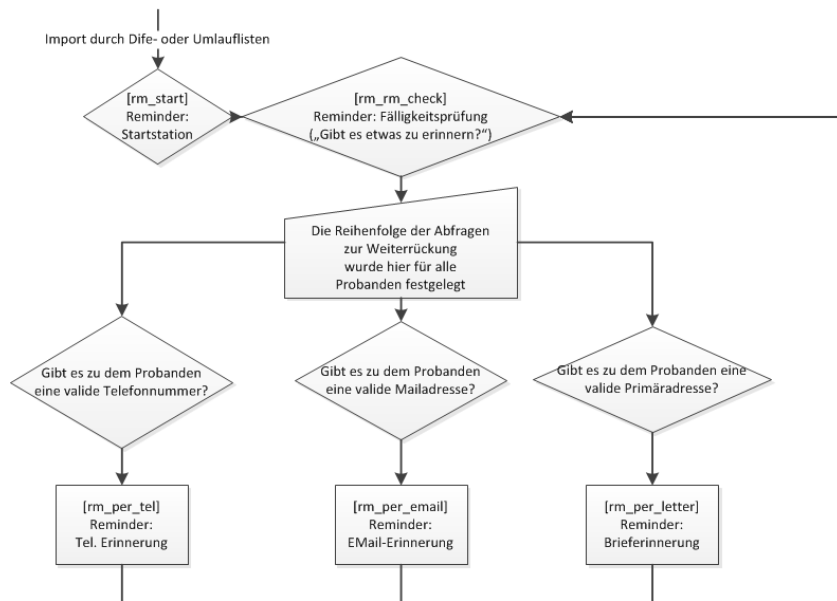 Import durch Dife- oder Umlauflisten
[rm_start]
Reminder:
Startstation
[rm_rm_check]
Reminder: Fälligkeitsprüfung
(„Gibt es etwas zu erinnern?“)
Die Reihenfolge der Abfragen
zur Weiterrückung
wurde hier für alle
Probanden festgelegt
Gibt es zu dem Probanden
eine valide Telefonnummer?
Gibt es zu dem Probanden
eine valide Mailadresse?
Gibt es zu dem Probanden eine
valide Primäradresse?
[rm_per_tel]
Reminder:
Tel. Erinnerung
[rm_per_email]
Reminder:
EMail-Erinnerung
[rm_per_letter]
Reminder:
Brieferinnerung